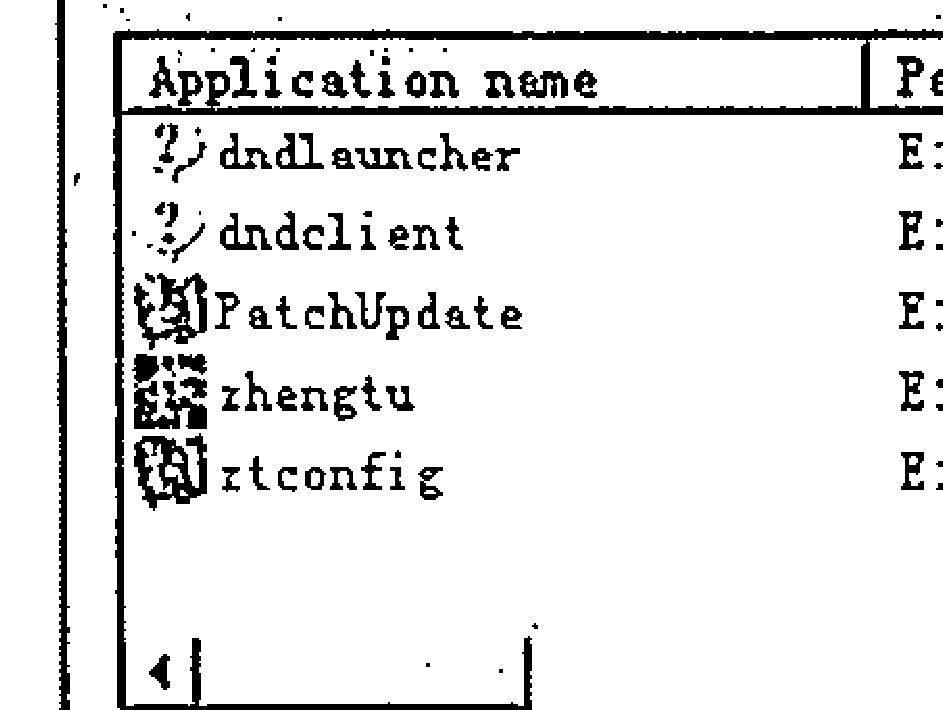 Application name
dndlauncher E:
dndclient E:
PatchUpdate E:
zhengtu E:
ztconfig E: